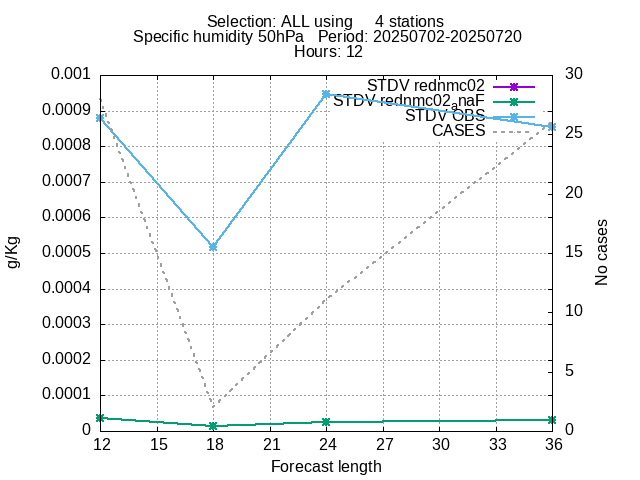 Selection: ALL using 4 stations
Specific humidity 50hPa Period: 20250702-20250720
Hours: 12
0.001
0.0009
0.0008
0.0007
0.0006
0.0005
0.0004
0.0003
0.0002
0.0001
0
g/Kg
STDV rednmc02
STDV rednmc02anaF
STDV OBS
CASES
30
25
20
15
10
5
0
No cases
12 15 18 21 24 27 30 33 36
Forecast length